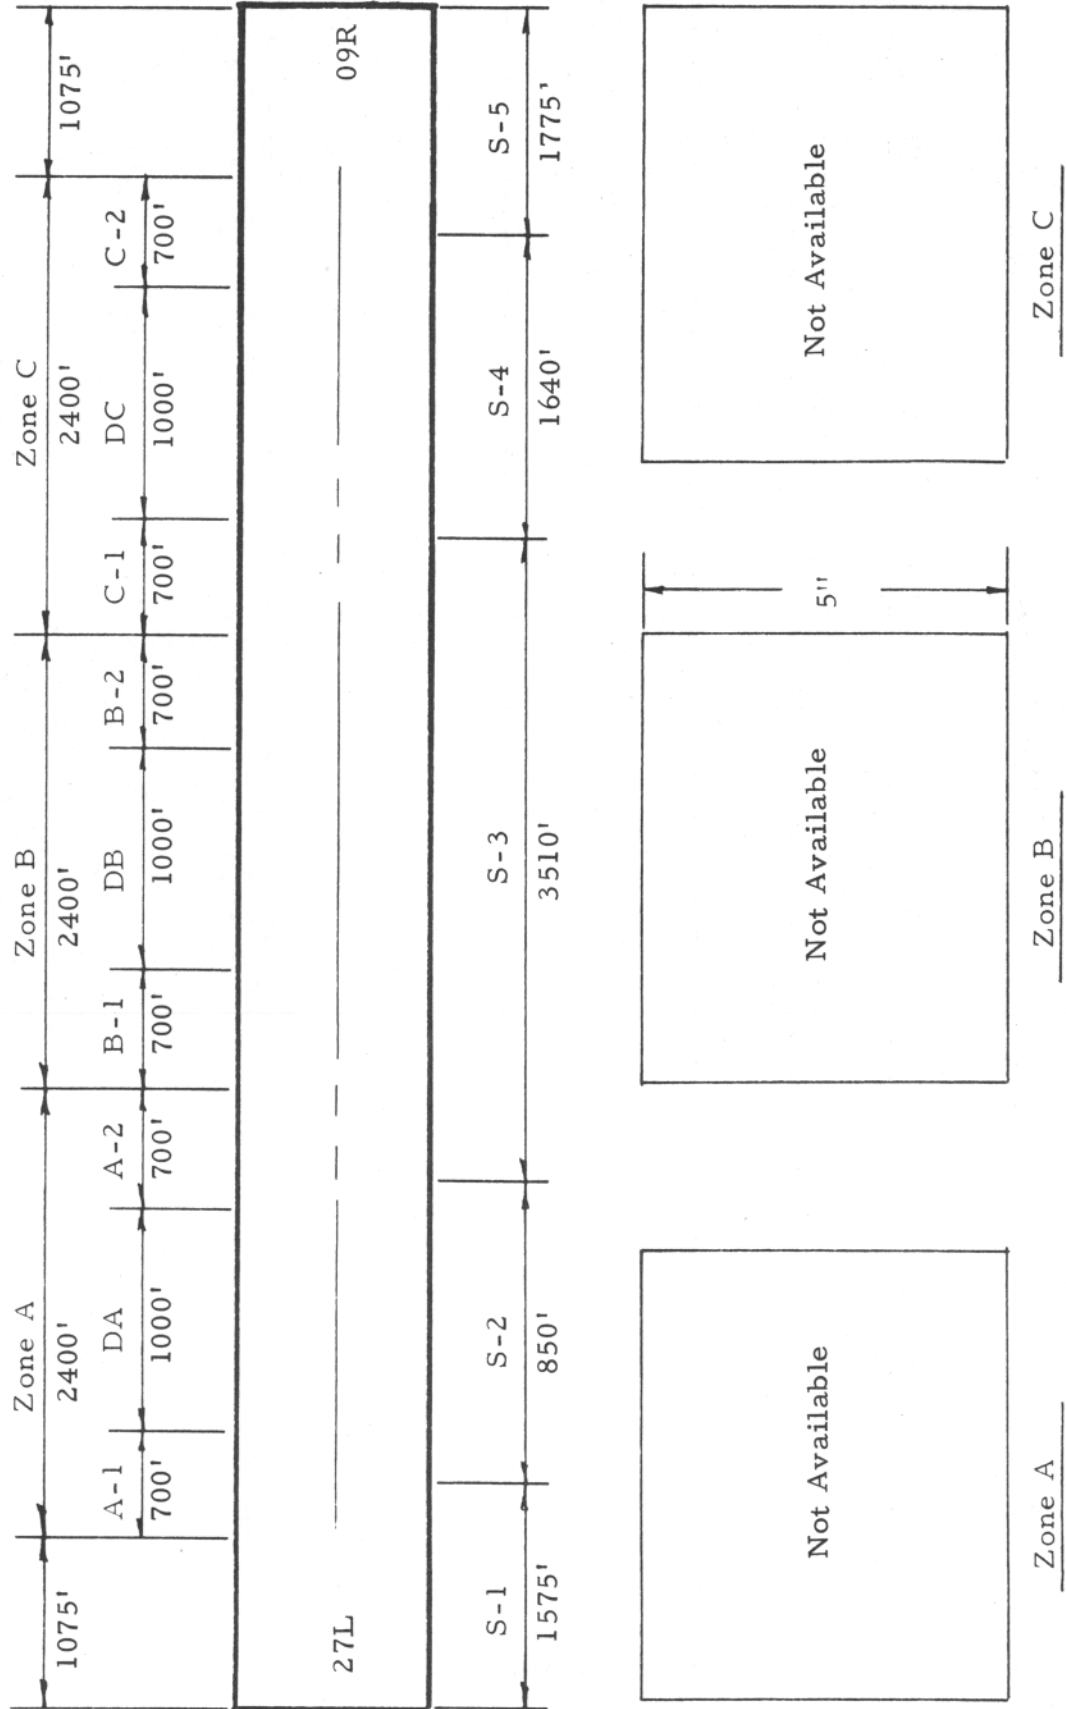 1075'
Zone A
2400'
Zone B
2400'
Zone C
2400'
1075'
A-1
700'
DA
1000'
A-2
700'
B-1
700'
DB
1000'
B-2
700'
C-1
700'
DC
1000'
C-2
700'
27L
09R
S-1
1575'
S-2
850'
S-3
3510'
S-4
1640'
S-5
1775'
Not Available
Not Available
5"
Not Available
Zone A
Zone B
Zone C